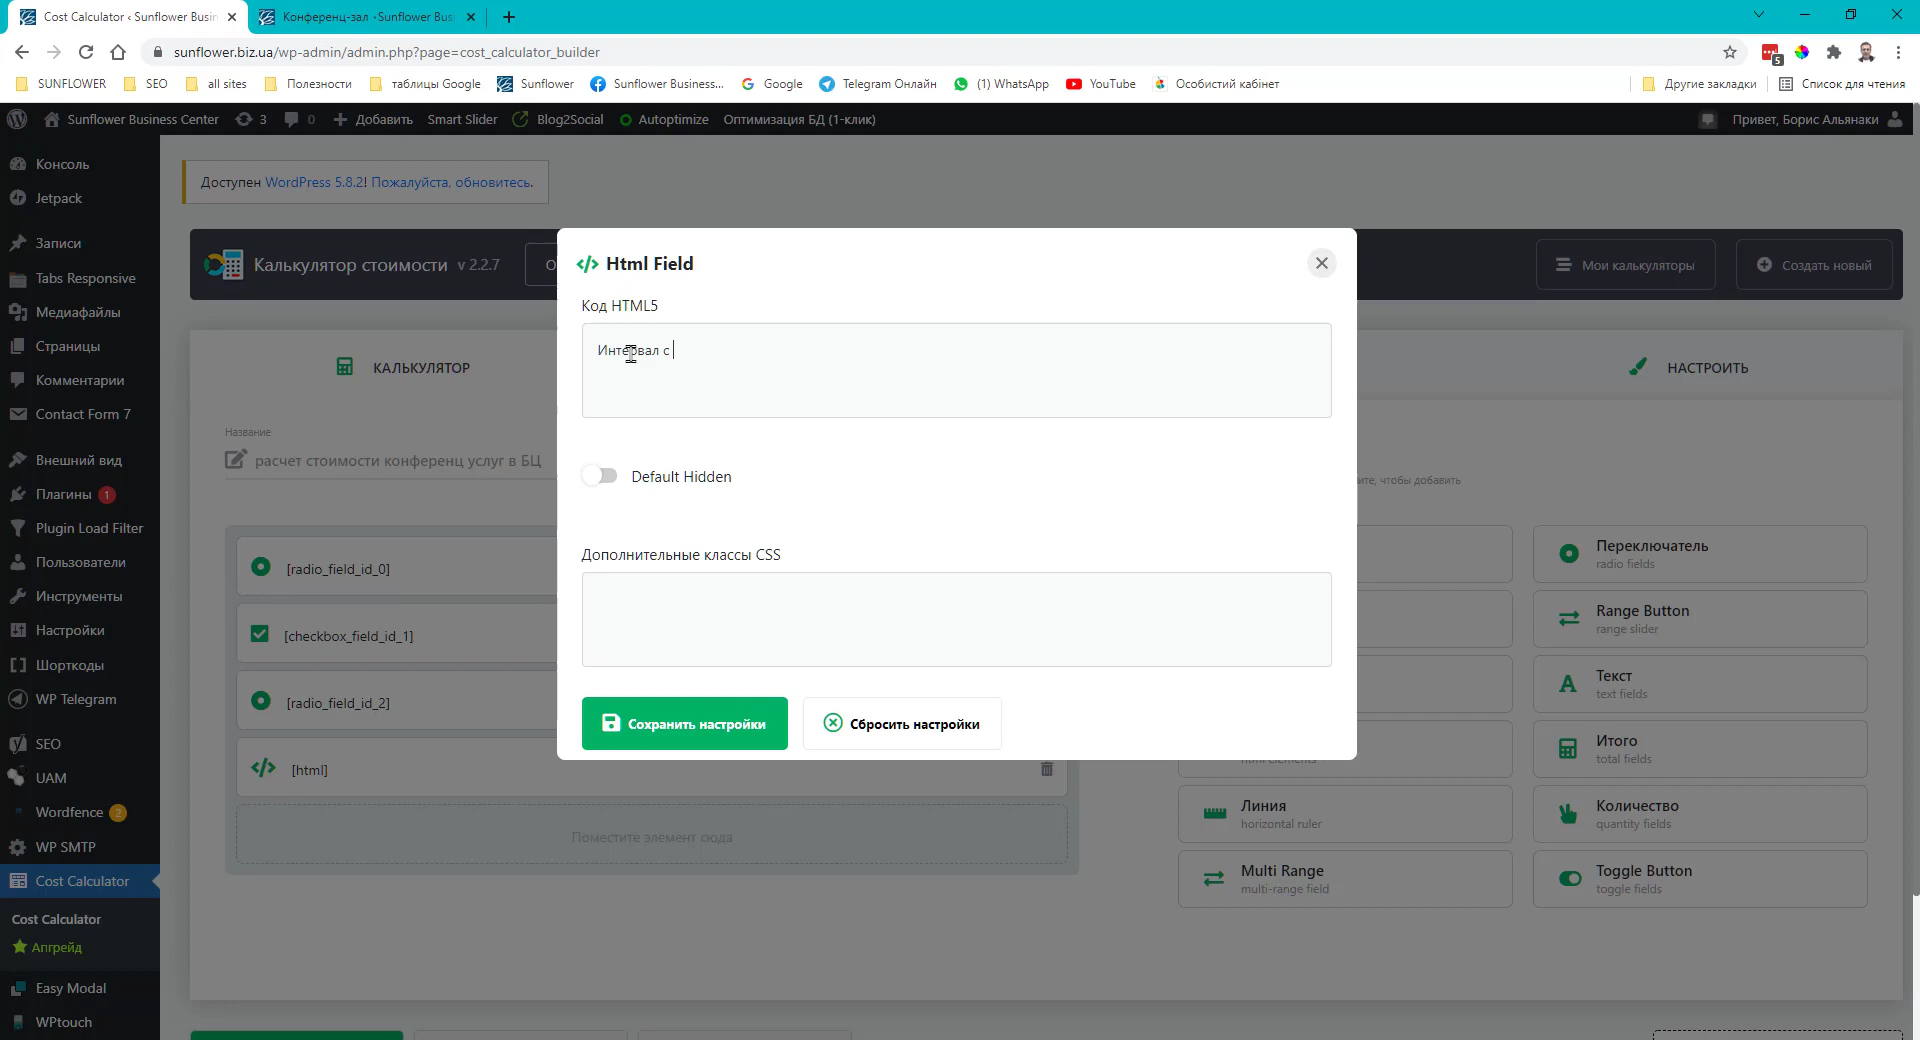 Cost Calculator ‹ Sunflower Busin
Конференц-зал - Sunflower Busi
sunflower.biz.ua/wp-admin/admin.php?page=cost_calculator_builder
5
SUNFLOWER
SEO
all sites
Полезности
таблицы Google
Sunflower
Sunflower Business...
Google
Telegram Онлайн
(1) WhatsApp
YouTube
Особистий кабінет
Другие закладки
Список для чтения
Sunflower Business Center
3
0
Добавить
Smart Slider
Blog2Social
Autoptimize
Оптимизация БД (1-клик)
Привет, Борис Альянаки
Консоль
Jetpack
Записи
Tabs Responsive
Медиафайлы
Страницы
Комментарии
Contact Form 7
Внешний вид
Плагины 1
Plugin Load Filter
Пользователи
Инструменты
Настройки
Шорткоды
WP Telegram
SEO
UAM
Wordfence 2
WP SMTP
Cost Calculator
Cost Calculator
Апгрейд
Easy Modal
WPtouch
Доступен WordPress 5.8.2! Пожалуйста, обновитесь.
Калькулятор стоимости v 2.2.7
Мои калькуляторы
Создать новый
КАЛЬКУЛЯТОР
НАСТРОИТЬ
Название
расчет стоимости конференц услуг в БЦ
[radio_field_id_0]
[checkbox_field_id_1]
[radio_field_id_2]
[html]
Поместите элемент сюда
Html Field
Код HTML5
Интервал с
Default Hidden
Дополнительные классы CSS
Сохранить настройки
Сбросить настройки
чтобы добавить
Переключатель
radio fields
Range Button
range slider
Текст
text fields
html elements
Итого
total fields
Линия
horizontal ruler
Количество
quantity fields
Multi Range
multi-range field
Toggle Button
toggle fields